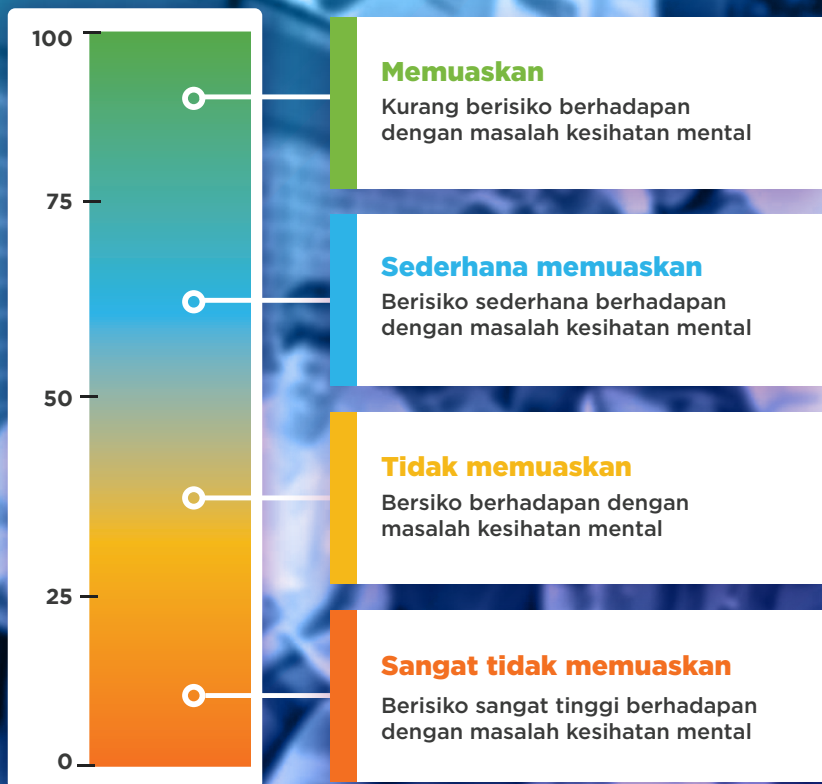 100
Memuaskan
Kurang berisiko berhadapan
dengan masalah kesihatan mental
75
Sederhana memuaskan
Berisiko sederhana berhadapan
dengan masalah kesihatan mental
50
Tidak memuaskan
Bersiko berhadapan dengan
masalah kesihatan mental
25
Sangat tidak memuaskan
Berisiko sangat tinggi berhadapan
dengan masalah kesihatan mental
0